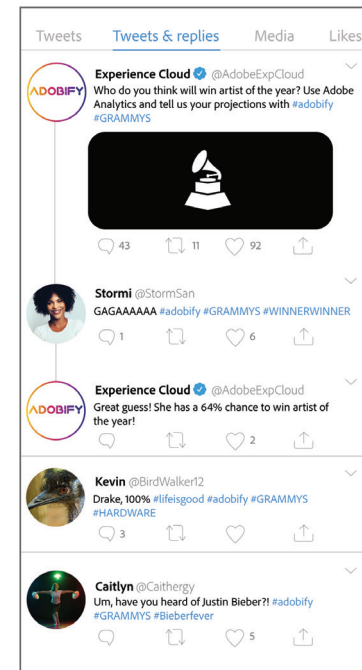 Tweets Tweets & replies Media Likes
ADOBIFY
Experience Cloud @AdobeExpCloud
Who do you think will win artist of the year? Use Adobe
Analytics and tell us your projections with #adobify
#GRAMMYS
43 11 92
Stormi @StormSan
GAGAAAAAA #adobify #GRAMMYS #WINNERWINNER
1 6
ADOBIFY
Experience Cloud @AdobeExpCloud
Great guess! She has a 64% chance to win artist of
the year!
2
Kevin @BirdWalker12
Drake, 100% #lifeisgood #adobify #GRAMMYS
#HARDWARE
3
Caitlyn @Caithergy
Um, have you heard of Justin Bieber?! #adobify
#GRAMMYS #Bieberfever
5